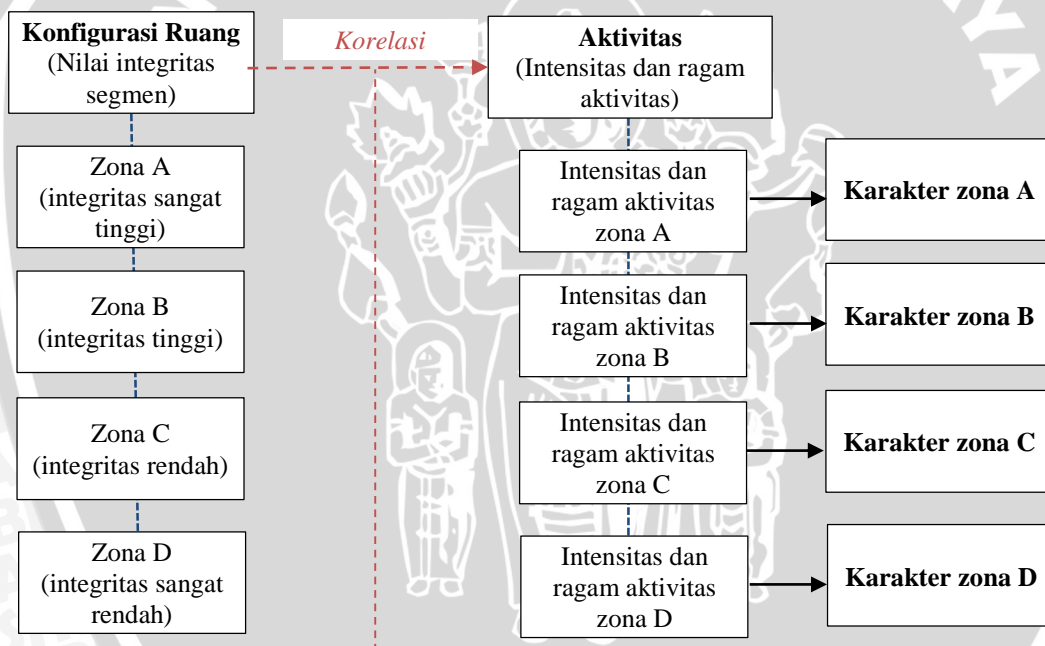 Konfigurasi Ruang
(Nilai integritas
segmen)
Korelasi
Aktivitas
(Intensitas dan ragam
aktivitas)
Zona A
(integritas sangat
tinggi)
Intensitas dan
ragam aktivitas
zona A
Karakter zona A
Zona B
(integritas tinggi)
Intensitas dan
ragam aktivitas
zona B
Karakter zona B
Zona C
(integritas rendah)
Intensitas dan
ragam aktivitas
zona C
Karakter zona C
Zona D
(integritas sangat
rendah)
Intensitas dan
ragam aktivitas
zona D
Karakter zona D